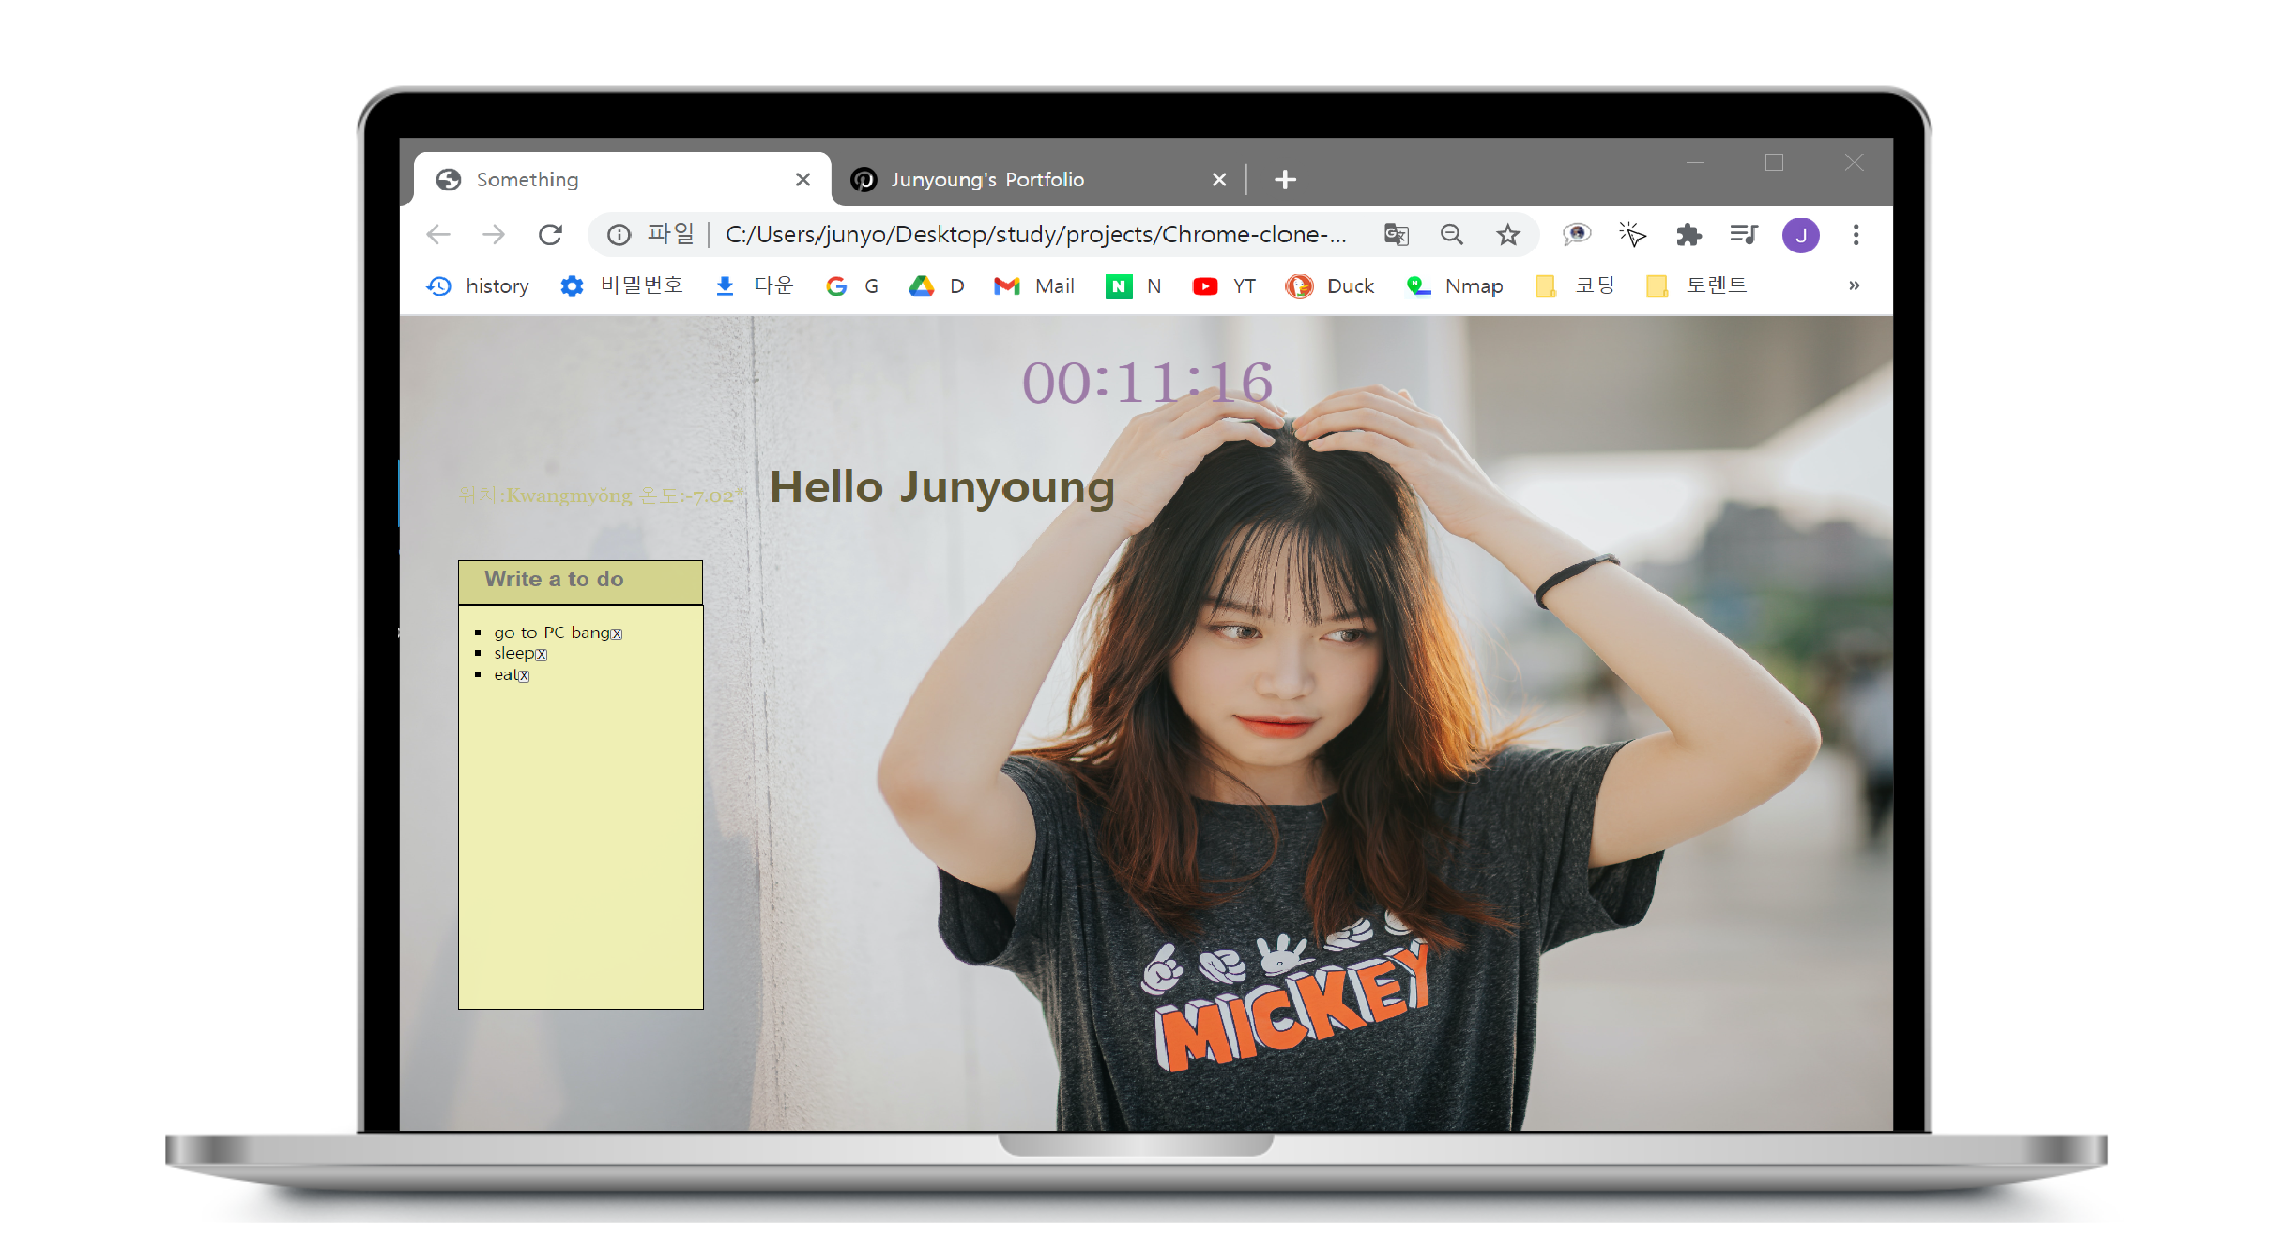 Something
Junyoung's Portfolio
파일 C:/Users/junyo/Desktop/study/projects/Chrome-clone-...
J
history 비밀번호 다운 G D Mail N YT Duck Nmap 코딩 토렌트 »
00:11:16
위치:Kwangmyŏng 온도:-7.02° Hello Junyoung
Write a to do
go to PC bang X
sleep X
eat X
MICKEY